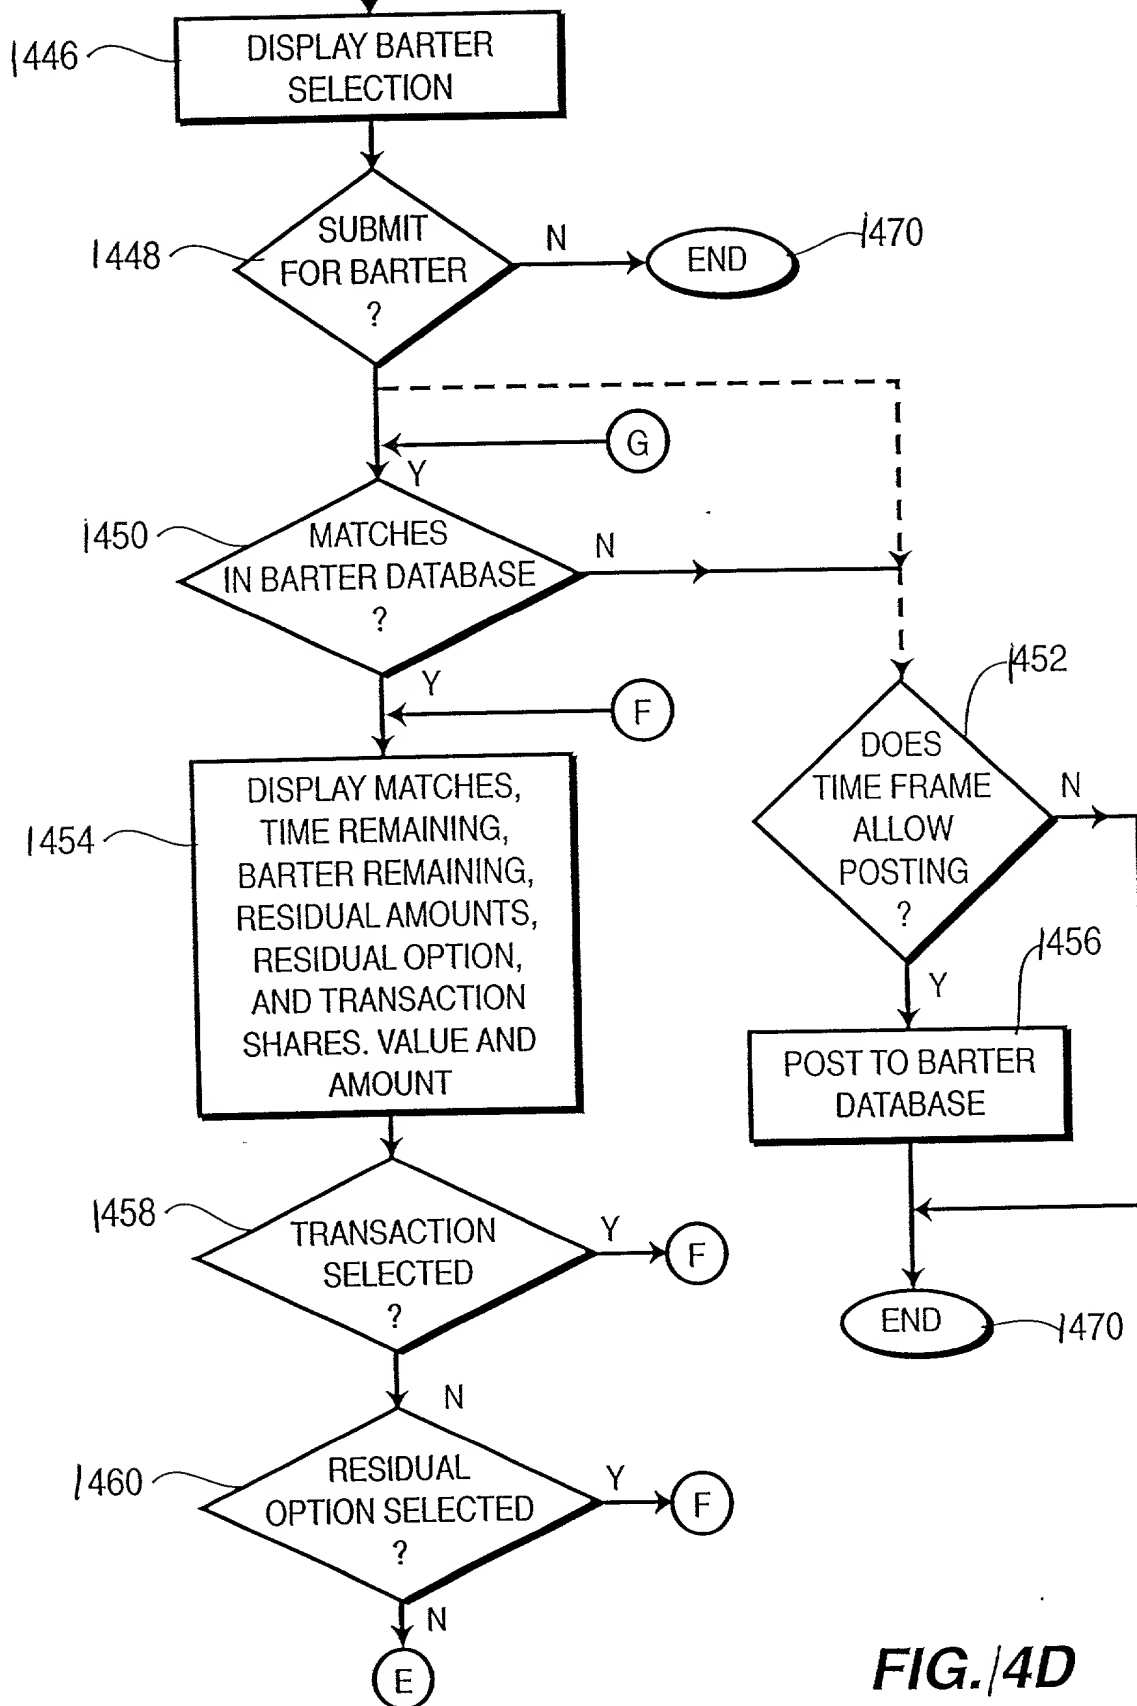 1446
DISPLAY BARTER
SELECTION
1448
SUBMIT
FOR BARTER
?
N
END
1470
G
Y
1450
MATCHES
IN BARTER DATABASE
?
N
Y
F
1452
DOES
TIME FRAME
ALLOW
POSTING
?
N
Y
1454
DISPLAY MATCHES,
TIME REMAINING,
BARTER REMAINING,
RESIDUAL AMOUNTS,
RESIDUAL OPTION,
AND TRANSACTION
SHARES. VALUE AND
AMOUNT
1456
POST TO BARTER
DATABASE
END
1470
1458
TRANSACTION
SELECTED
?
Y
F
N
1460
RESIDUAL
OPTION SELECTED
?
Y
F
N
E
FIG. 14D